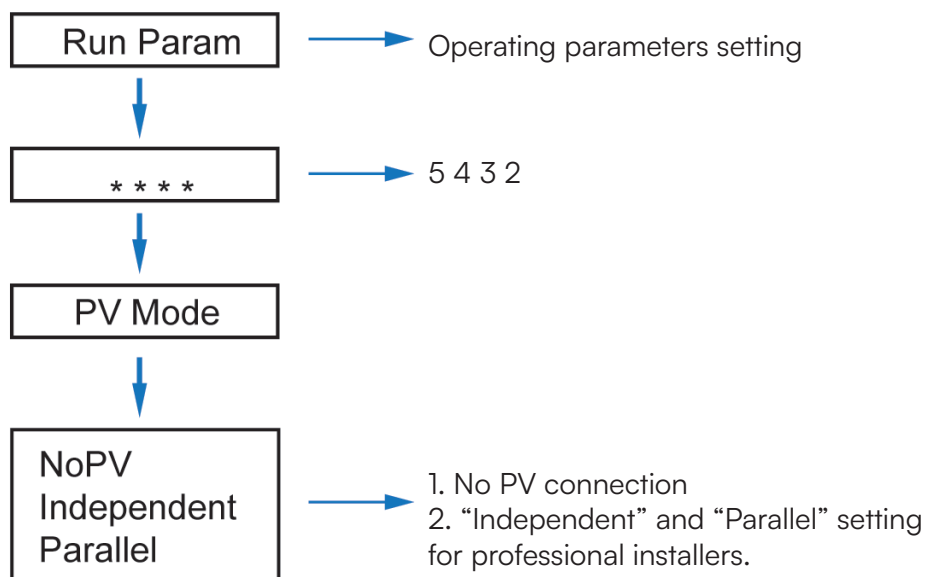 Run Param
Operating parameters setting
* * * *
5 4 3 2
PV Mode
NoPV
Independent
Parallel
1. No PV connection
2. “Independent” and “Parallel” setting
for professional installers.